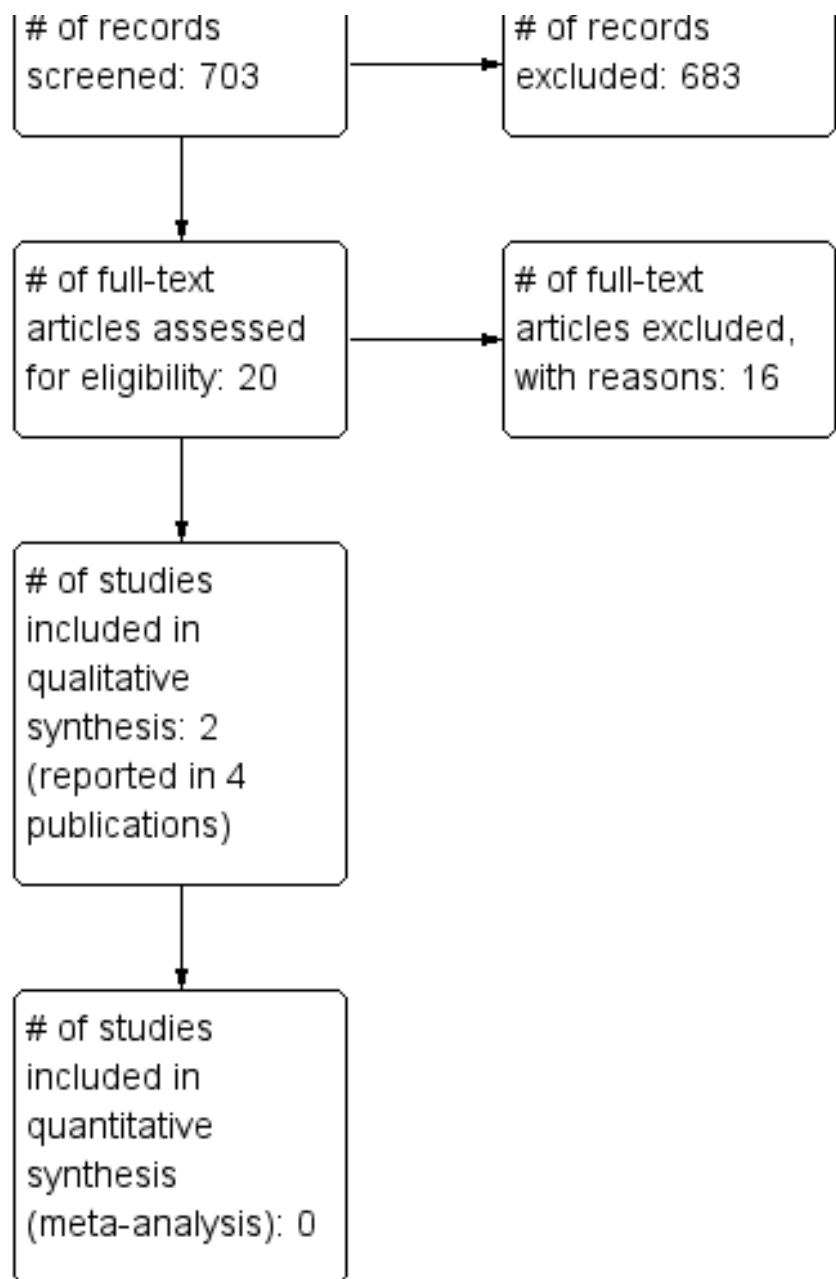 # of records
screened: 703
# of records
excluded: 683
# of full-text
articles assessed
for eligibility: 20
# of full-text
articles excluded,
with reasons: 16
# of studies
included in
qualitative
synthesis: 2
(reported in 4
publications)
# of studies
included in
quantitative
synthesis
(meta-analysis): 0